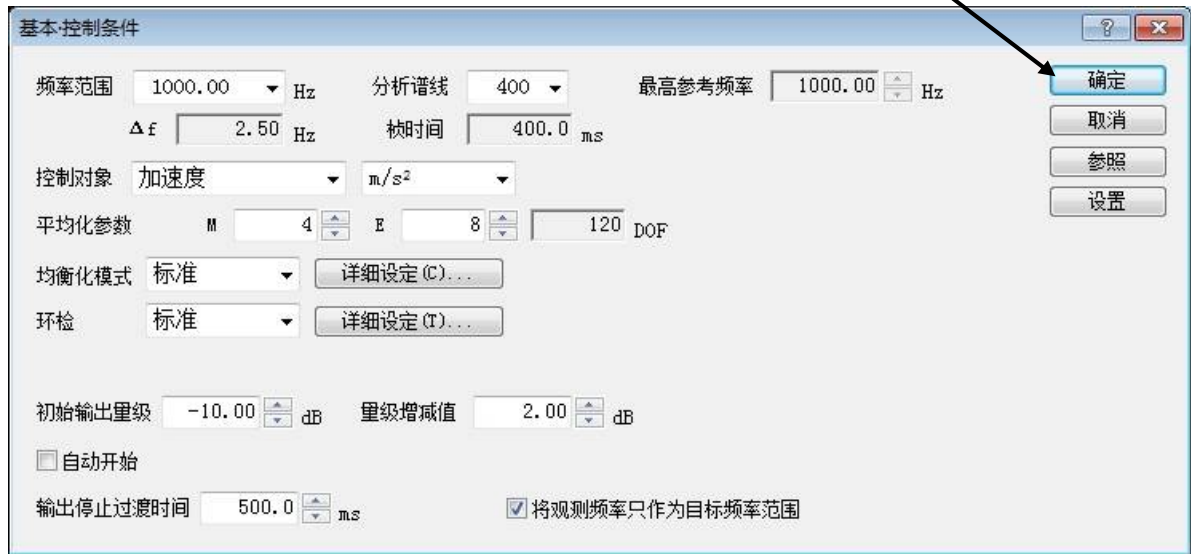 基本·控制条件
频率范围 1000.00 Hz 分析谱线 400 最高参考频率 1000.00 Hz 确定
Δf 2.50 Hz 桢时间 400.0 ms 取消
控制对象 加速度 m/s² 参照
设置
平均化参数 M 4 E 8 120 DOF
均衡化模式 标准 详细设定(C)...
环检 标准 详细设定(T)...
初始输出量级 -10.00 dB 量级增减值 2.00 dB
自动开始
输出停止过渡时间 500.0 ms 将观测频率只作为目标频率范围